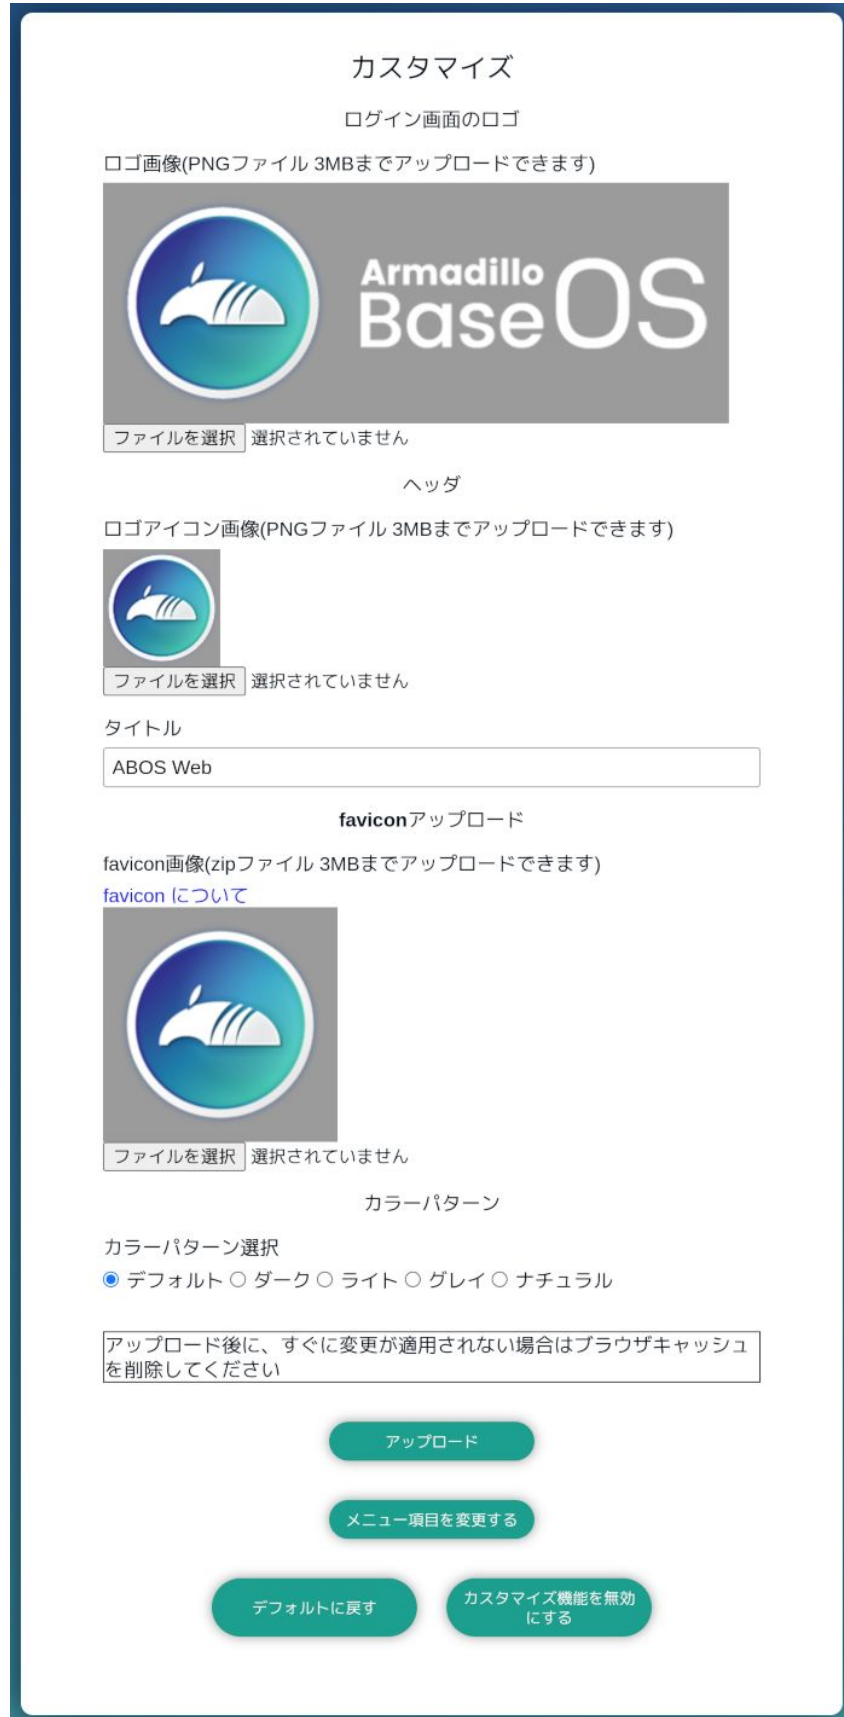 カスタマイズ
ログイン画面のロゴ
ロゴ画像(PNGファイル 3MBまでアップロードできます)
Armadillo
Base OS
ファイルを選択 選択されていません
ヘッダ
ロゴアイコン画像(PNGファイル 3MBまでアップロードできます)
ファイルを選択 選択されていません
タイトル
ABOS Web
faviconアップロード
favicon画像(zipファイル 3MBまでアップロードできます)
favicon について
ファイルを選択 選択されていません
カラーパターン
カラーパターン選択
デフォルト ダーク ライト グレイ ナチュラル
アップロード後に、すぐに変更が適用されない場合はブラウザキャッシュ
を削除してください
アップロード
メニュー項目を変更する
デフォルトに戻す
カスタマイズ機能を無効
にする